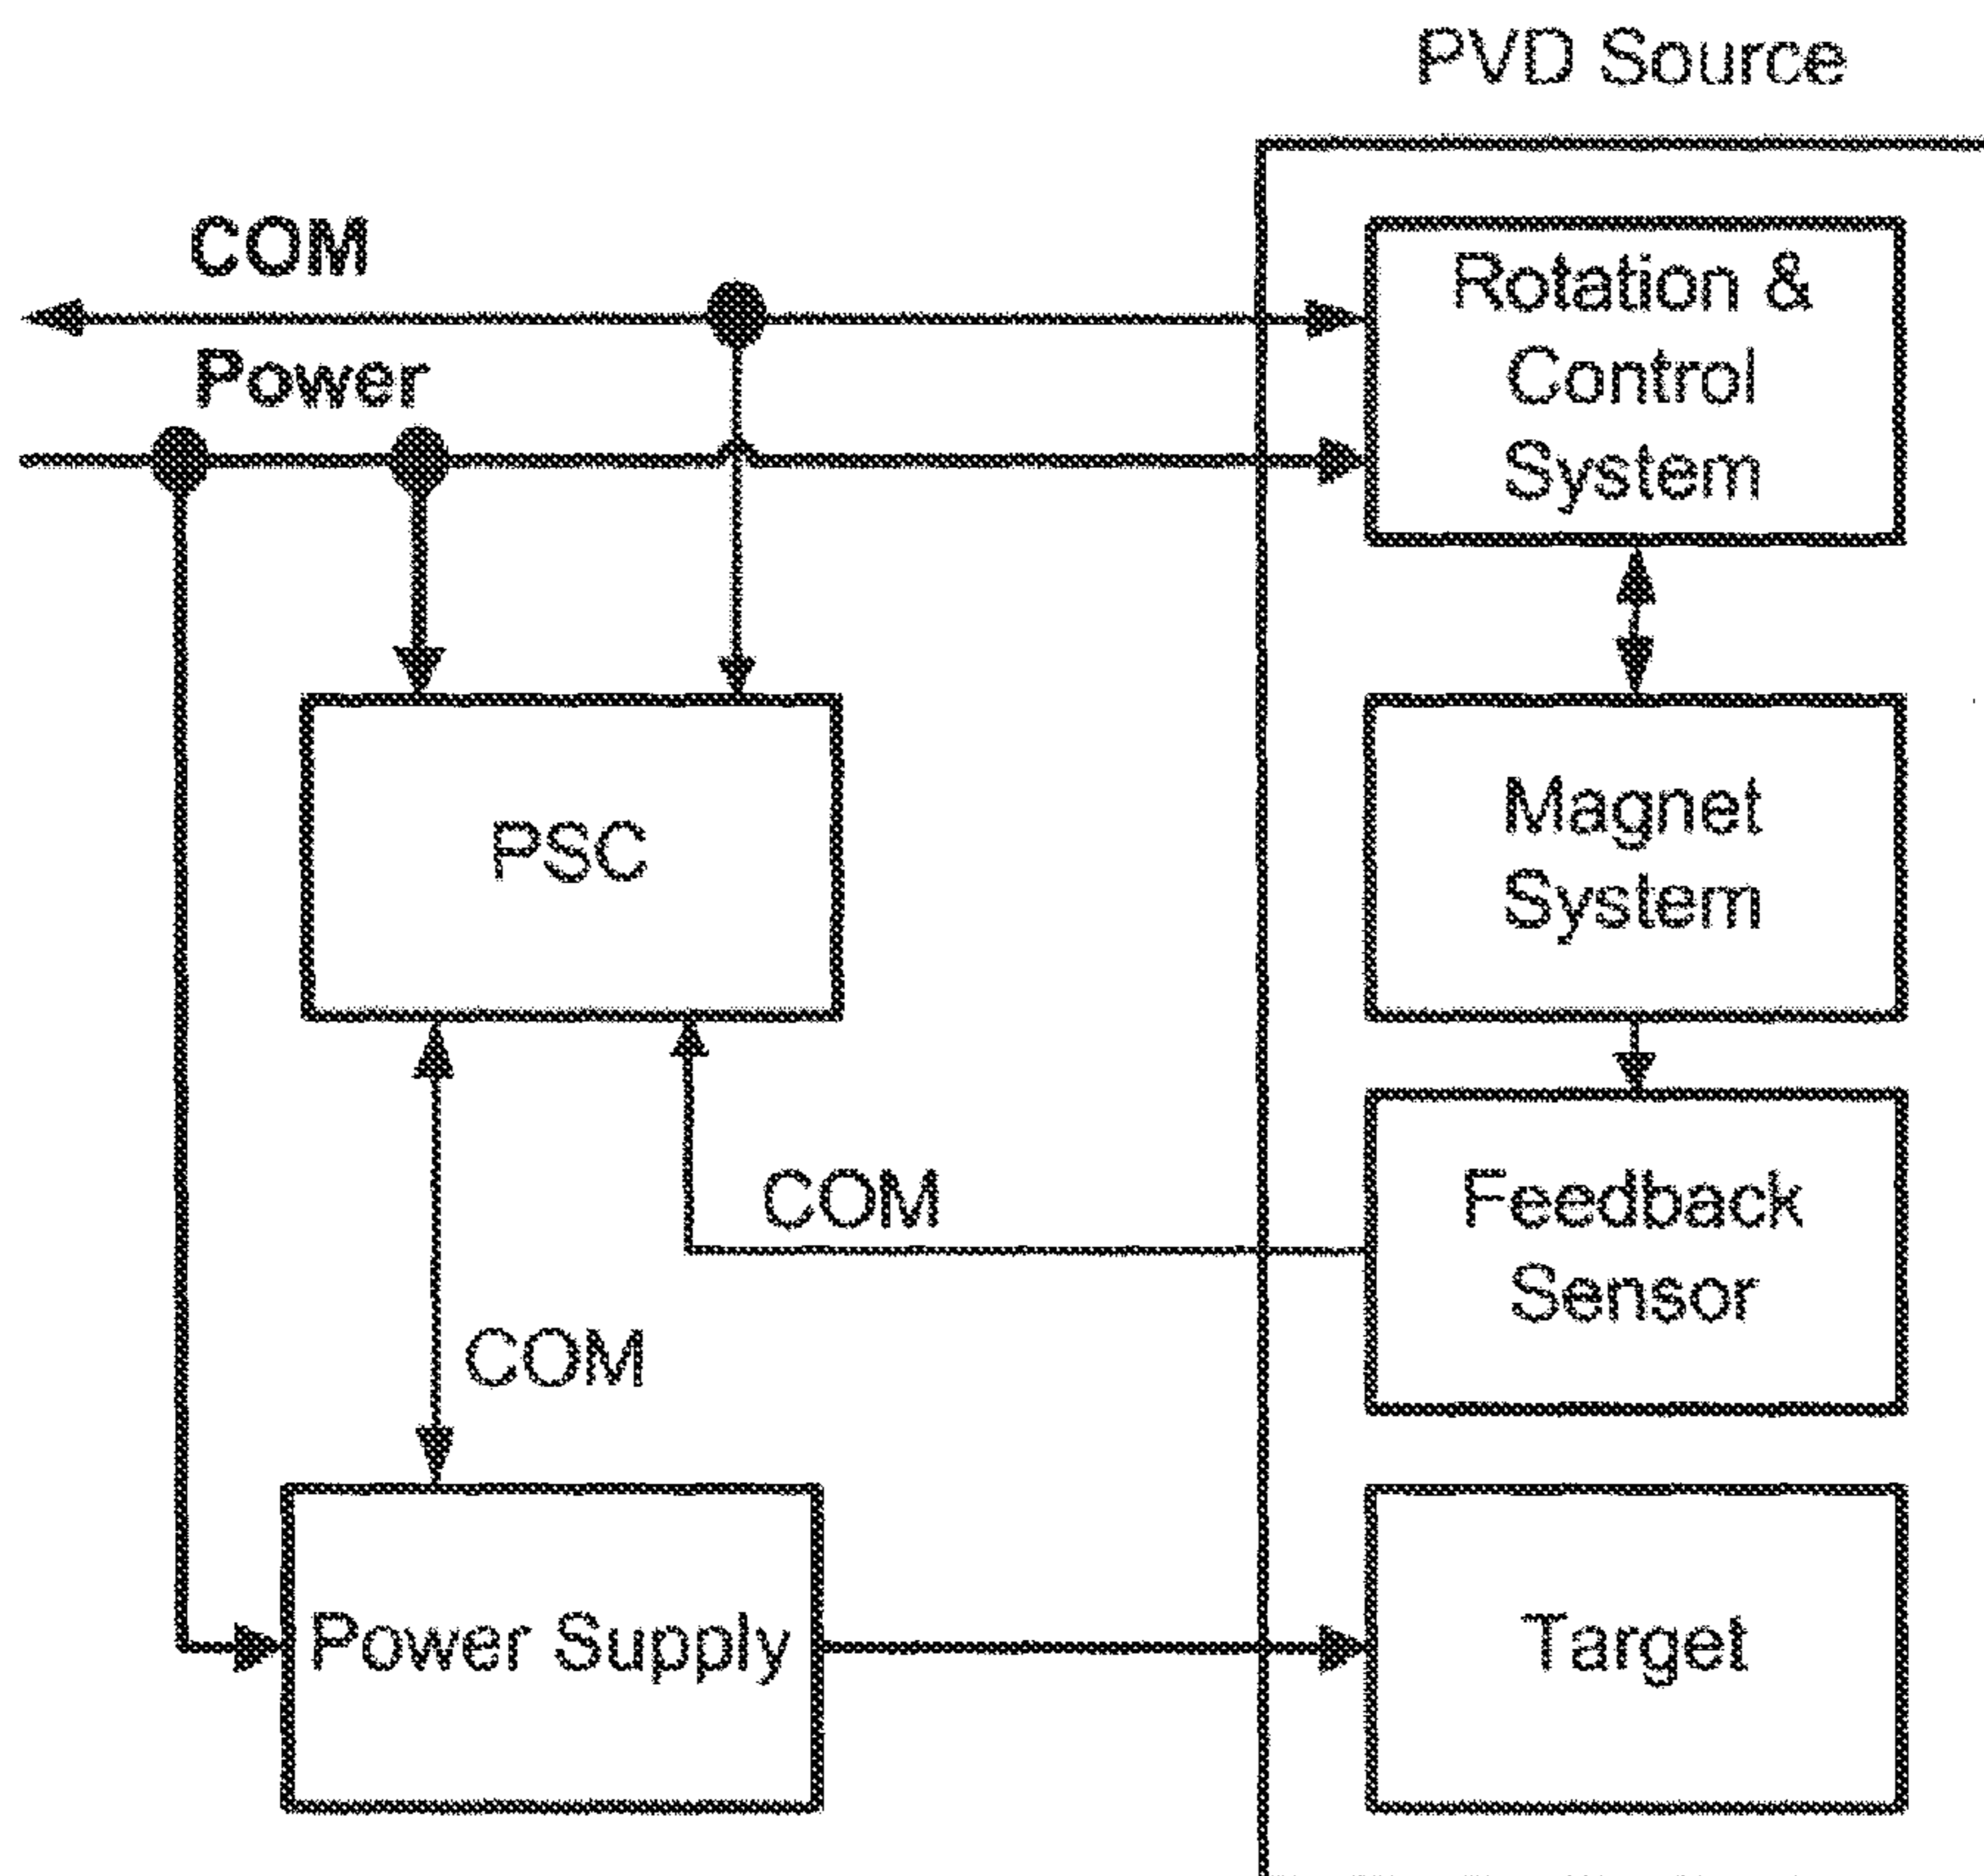 PVD Source
COM
Power
Rotation &
Control
System
PSC
Magnet
System
COM
Feedback
Sensor
COM
Power Supply
Target